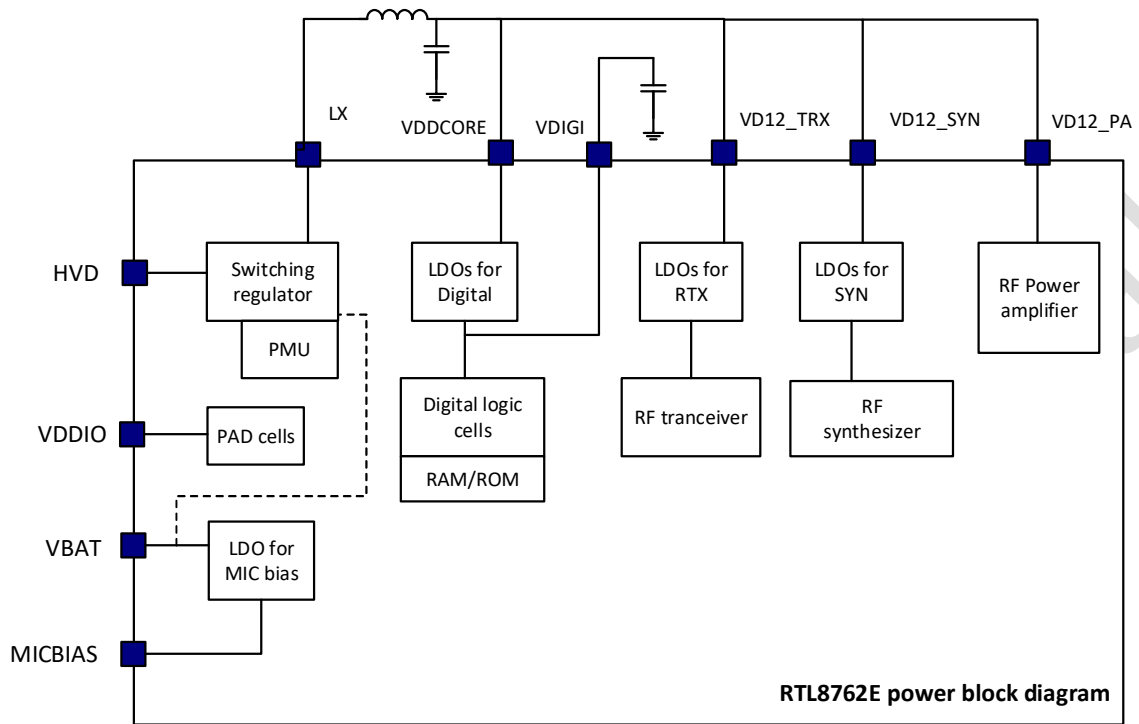 LX
VDDCORE
VDIGI
VD12_TRX
VD12_SYN
VD12_PA
HVD
Switching
regulator
PMU
LDOs for
Digital
LDOs for
RTX
LDOs for
SYN
RF Power
amplifier
VDDIO
PAD cells
Digital logic
cells
RAM/ROM
RF tranceiver
RF
synthesizer
VBAT
LDO for
MIC bias
MICBIAS
RTL8762E power block diagram